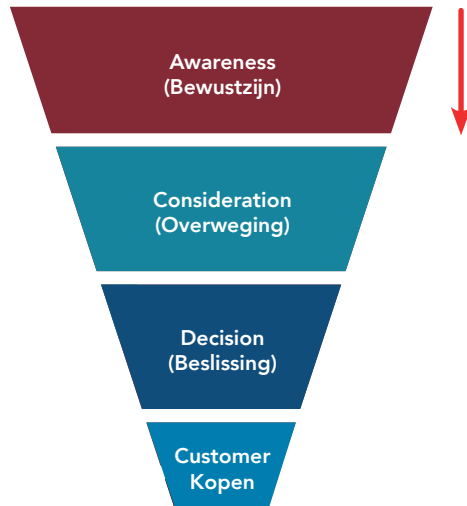 Awareness
(Bewustzijn)
Consideration
(Overweging)
Decision
(Beslissing)
Customer
Kopen